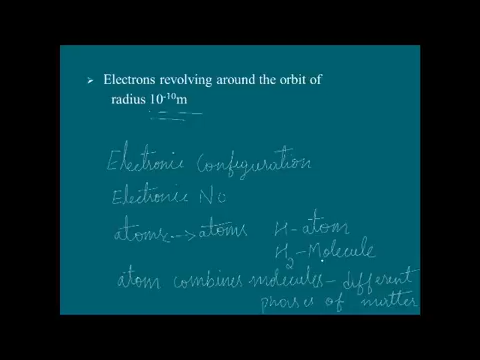 ➤ Electrons revolving around the orbit of
radius 10⁻¹⁰m
Electronic Configuration
Electronic No
atoms --> atoms H-atom
H₂-Molecule
atom combines molecules - different
phases of matter